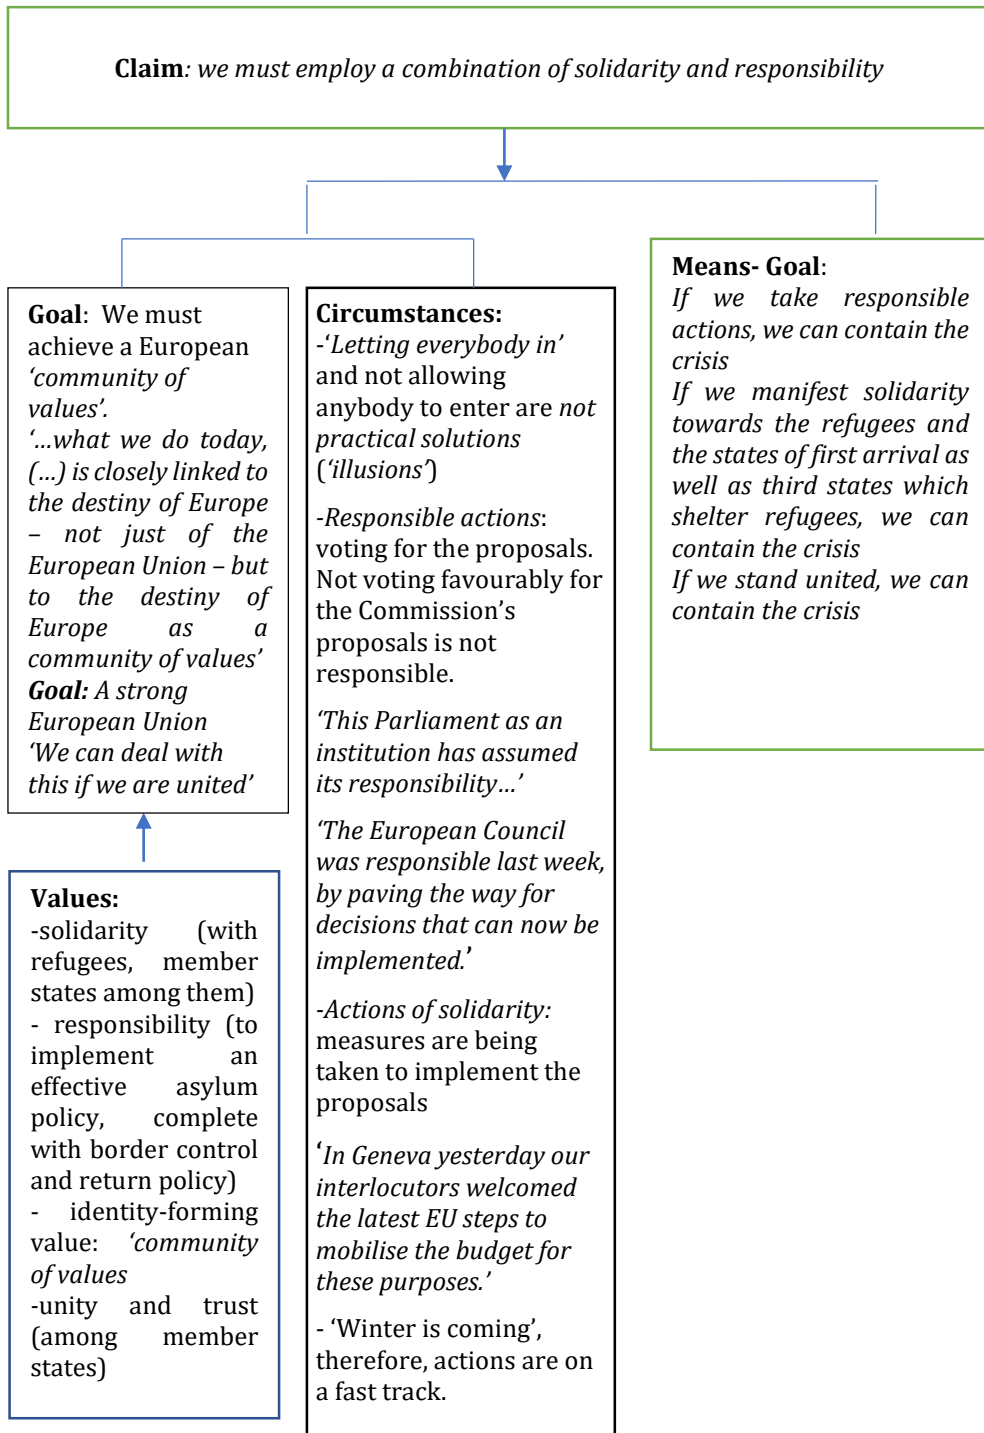 Claim: we must employ a combination of solidarity and responsibility
Goal: We must
achieve a European
‘community of
values’.
‘…what we do today,
(…) is closely linked to
the destiny of Europe
– not just of the
European Union – but
to the destiny of
Europe as a
community of values’
Goal: A strong
European Union
‘We can deal with
this if we are united’
Values:
-solidarity (with
refugees, member
states among them)
- responsibility (to
implement an
effective asylum
policy, complete
with border control
and return policy)
- identity-forming
value: ‘community
of values
-unity and trust
(among member
states)
Circumstances:
-‘Letting everybody in’
and not allowing
anybody to enter are not
practical solutions
(‘illusions’)
-Responsible actions:
voting for the proposals.
Not voting favourably for
the Commission’s
proposals is not
responsible.
‘This Parliament as an
institution has assumed
its responsibility…’
‘The European Council
was responsible last week,
by paving the way for
decisions that can now be
implemented.’
-Actions of solidarity:
measures are being
taken to implement the
proposals
‘In Geneva yesterday our
interlocutors welcomed
the latest EU steps to
mobilise the budget for
these purposes.’
- ‘Winter is coming’,
therefore, actions are on
a fast track.
Means- Goal:
If we take responsible
actions, we can contain the
crisis
If we manifest solidarity
towards the refugees and
the states of first arrival as
well as third states which
shelter refugees, we can
contain the crisis
If we stand united, we can
contain the crisis